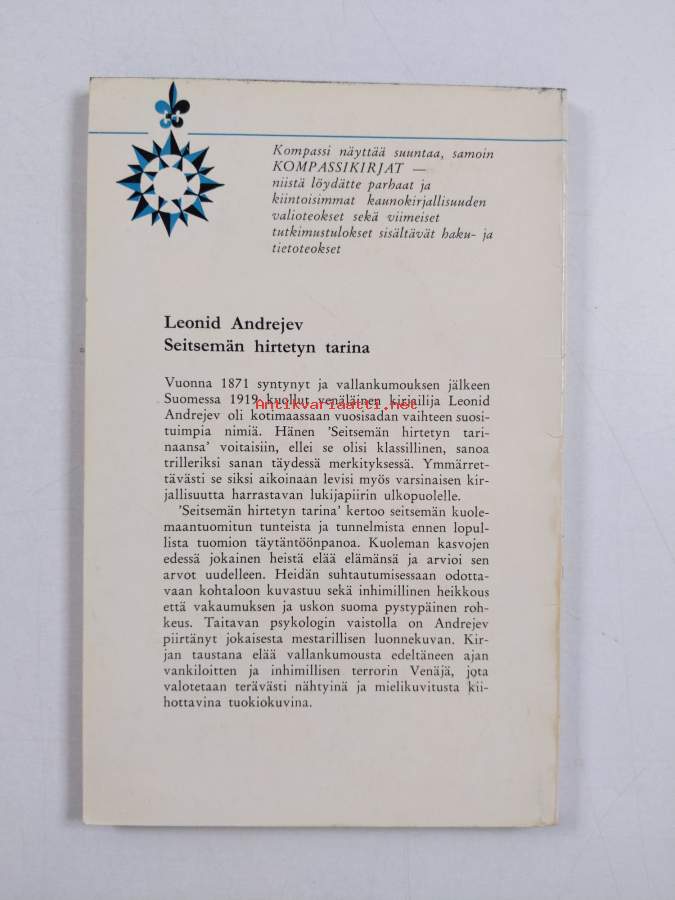 Kompassi näyttää suuntaa, samoin
KOMPASSIKIRJAT —
niistä löydätte parhaat ja
kiintoisimmat kaunokirjallisuuden
valioteokset sekä viimeiset
tutkimustulokset sisältävät haku- ja
tietoteokset
Leonid Andrejev
Seitsemän hirtetyn tarina
Vuonna 1871 syntynyt ja vallankumouksen jälkeen
Suomessa 1919 kuollut venäläinen kirjailija Leonid
Antikvariaatti.net
Andrejev oli kotimaassaan vuosisadan vaihteen suosi-
tuimpia nimiä. Hänen 'Seitsemän hirtetyn tari-
naansa' voitaisiin, ellei se olisi klassillinen, sanoa
trilleriksi sanan täydessä merkityksessä. Ymmärret-
tävästi se siksi aikoinaan levisi myös varsinaisen kir-
jallisuutta harrastavan lukijapiirin ulkopuolelle.
'Seitsemän hirtetyn tarina' kertoo seitsemän kuole-
maantuomitun tunteista ja tunnelmista ennen lopul-
lista tuomion täytäntöönpanoa. Kuoleman kasvojen
edessä jokainen heistä elää elämänsä ja arvioi sen
arvot uudelleen. Heidän suhtautumisessaan odotta-
vaan kohtaloon kuvastuu sekä inhimillinen heikkous
että vakaumuksen ja uskon suoma pystypäinen roh-
keus. Taitavan psykologin vaistolla on Andrejev
piirtänyt jokaisesta mestarillisen luonnekuvan. Kir-
jan taustana elää vallankumousta edeltäneen ajan
vankiloitten ja inhimillisen terrorin Venäjä, jota
valotetaan terävästi nähtyinä ja mielikuvitusta kii-
hottavina tuokiokuvina.